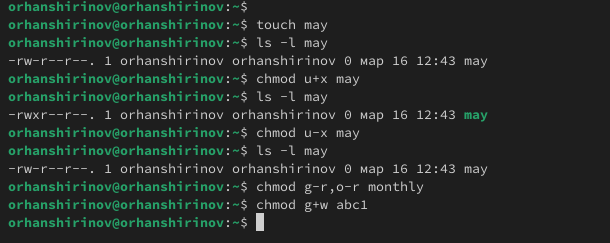 orhanshirinov@orhanshirinov:~$
orhanshirinov@orhanshirinov:~$ touch may
orhanshirinov@orhanshirinov:~$ ls -l may
-rw-r--r--. 1 orhanshirinov orhanshirinov 0 мар 16 12:43 may
orhanshirinov@orhanshirinov:~$ chmod u+x may
orhanshirinov@orhanshirinov:~$ ls -l may
-rwxr--r--. 1 orhanshirinov orhanshirinov 0 мар 16 12:43 may
orhanshirinov@orhanshirinov:~$ chmod u-x may
orhanshirinov@orhanshirinov:~$ ls -l may
-rw-r--r--. 1 orhanshirinov orhanshirinov 0 мар 16 12:43 may
orhanshirinov@orhanshirinov:~$ chmod g-r,o-r monthly
orhanshirinov@orhanshirinov:~$ chmod g+w abc1
orhanshirinov@orhanshirinov:~$